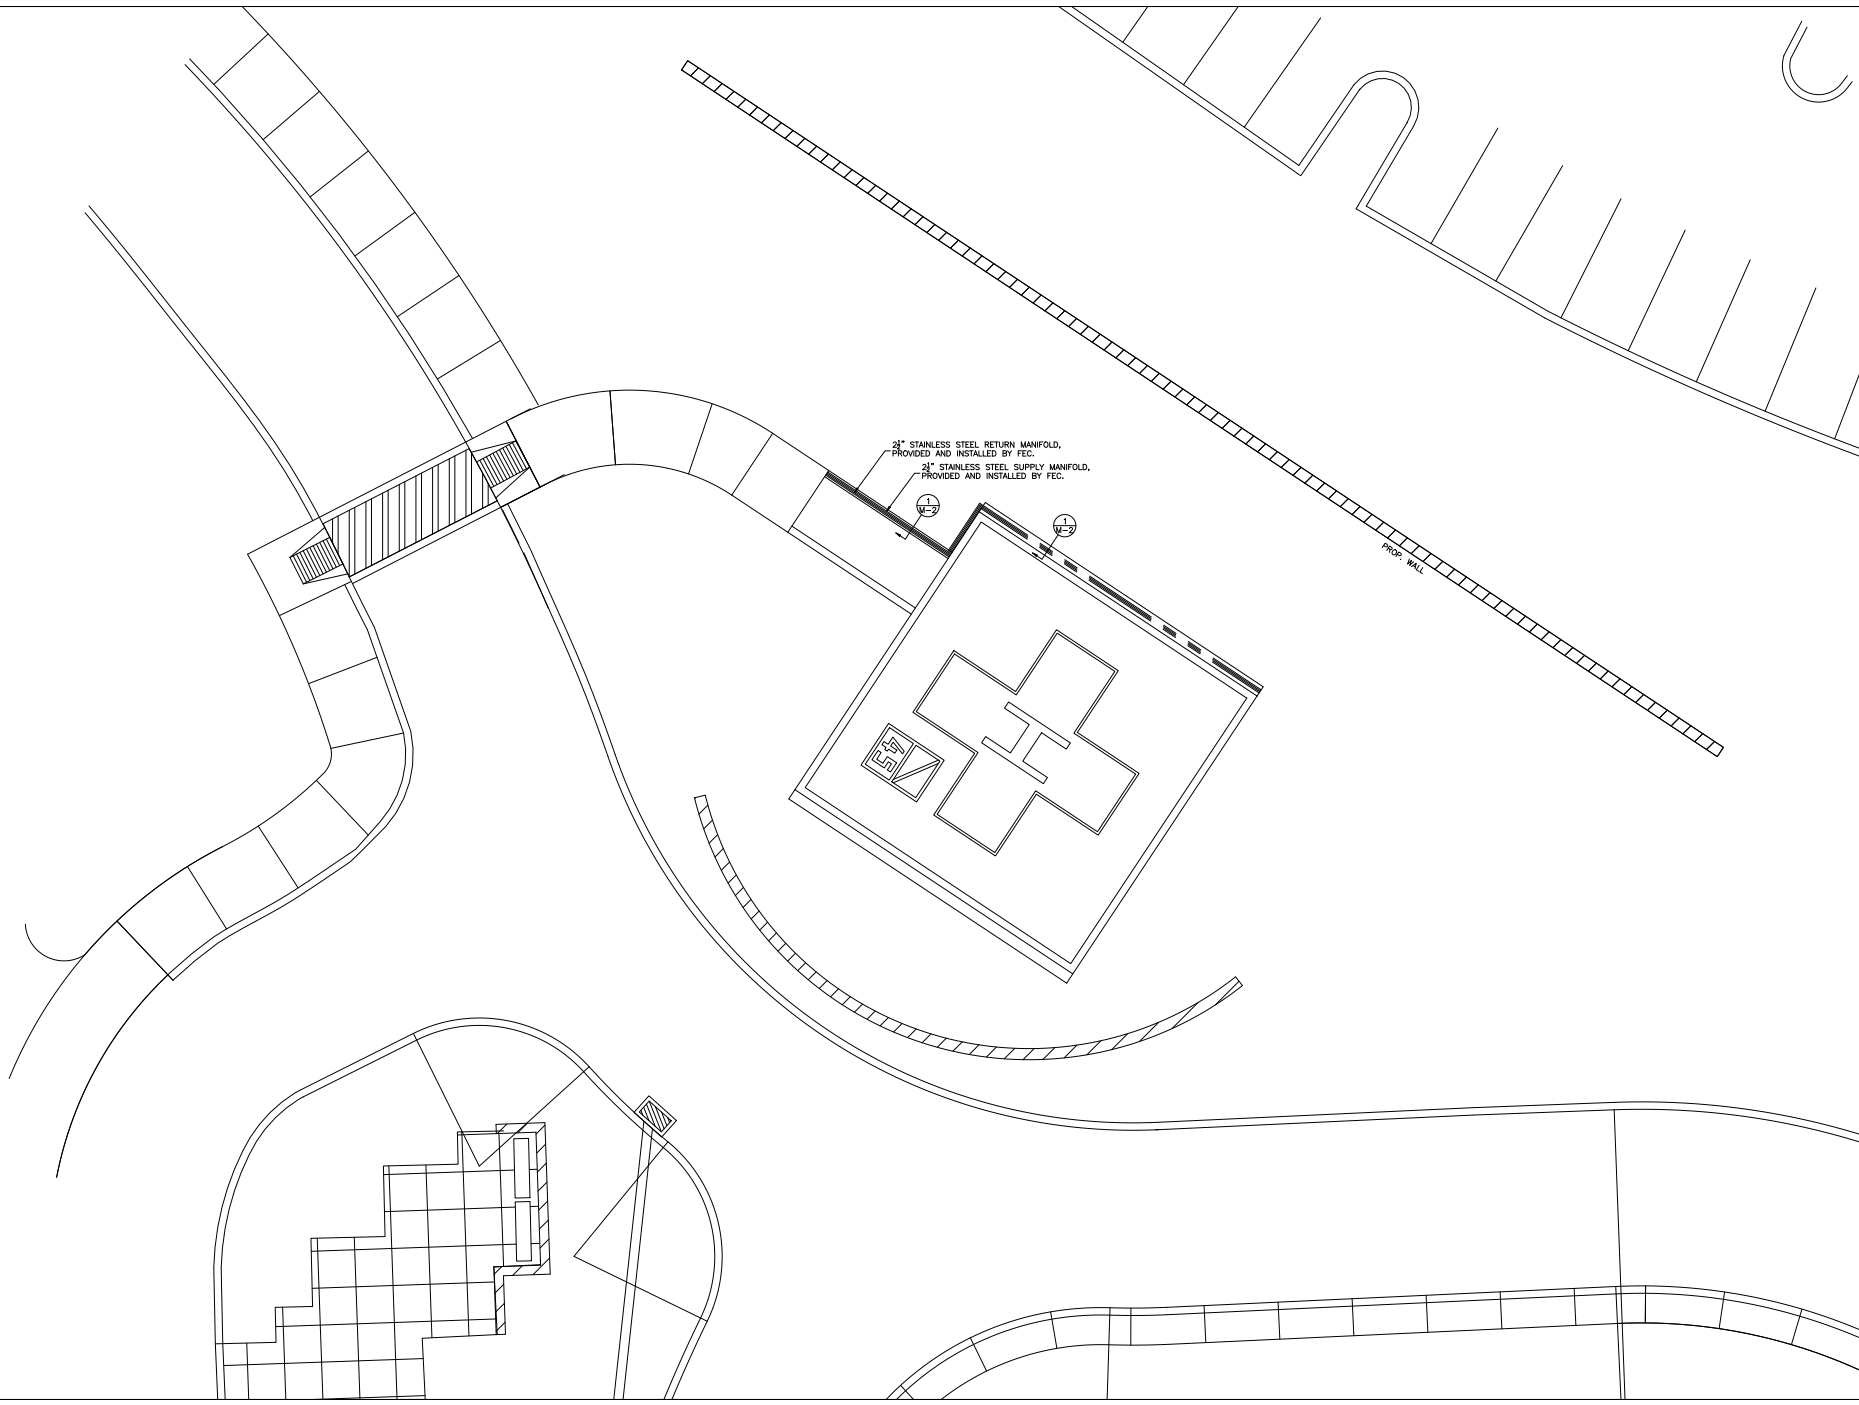 2½" STAINLESS STEEL RETURN MANIFOLD,
PROVIDED AND INSTALLED BY FEC.
2½" STAINLESS STEEL SUPPLY MANIFOLD,
PROVIDED AND INSTALLED BY FEC.
1
M-2
1
M-2
PROP. WALL
H
45